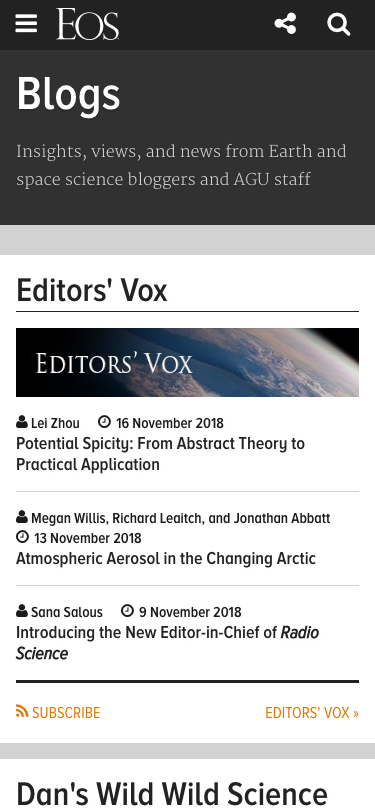 Eos
Blogs
Insights, views, and news from Earth and
space science bloggers and AGU staff
Editors' Vox
Editors' Vox
Lei Zhou 16 November 2018
Potential Spicity: From Abstract Theory to
Practical Application
Megan Willis, Richard Leaitch, and Jonathan Abbatt
13 November 2018
Atmospheric Aerosol in the Changing Arctic
Sana Salous 9 November 2018
Introducing the New Editor-in-Chief of Radio
Science
SUBSCRIBE EDITORS' VOX »
Dan's Wild Wild Science